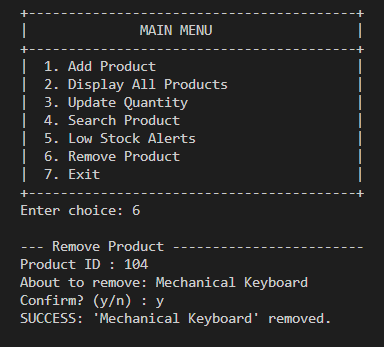 +-----------------------------------------+
|              MAIN MENU                  |
+-----------------------------------------+
|  1. Add Product                         |
|  2. Display All Products                |
|  3. Update Quantity                     |
|  4. Search Product                      |
|  5. Low Stock Alerts                    |
|  6. Remove Product                      |
|  7. Exit                                |
+-----------------------------------------+
Enter choice: 6

--- Remove Product ------------------------
Product ID : 104
About to remove: Mechanical Keyboard
Confirm? (y/n) : y
SUCCESS: 'Mechanical Keyboard' removed.